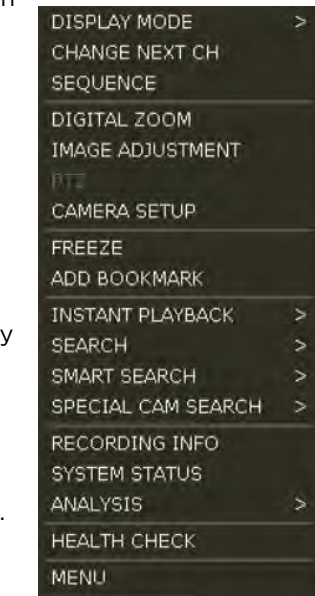 DISPLAY MODE >
CHANGE NEXT CH
SEQUENCE
DIGITAL ZOOM
IMAGE ADJUSTMENT
PTZ
CAMERA SETUP
FREEZE
ADD BOOKMARK
INSTANT PLAYBACK >
y
SEARCH >
SMART SEARCH >
SPECIAL CAM SEARCH >
RECORDING INFO
SYSTEM STATUS
. ANALYSIS >
HEALTH CHECK
MENU